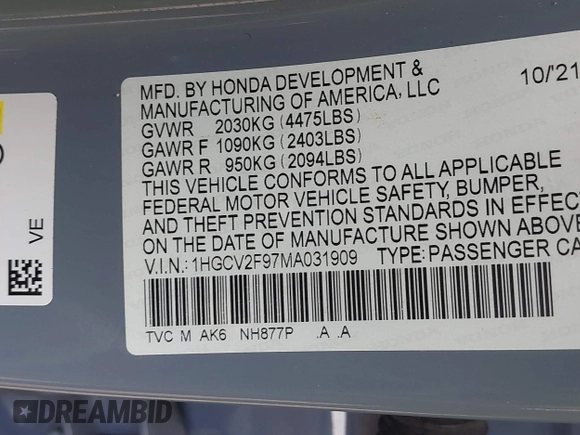 MFD. BY HONDA DEVELOPMENT &
MANUFACTURING OF AMERICA, LLC 10/'21
GVWR 2030KG (4475LBS)
GAWR F 1090KG (2403LBS)
GAWR R 950KG (2094LBS)
THIS VEHICLE CONFORMS TO ALL APPLICABLE
FEDERAL MOTOR VEHICLE SAFETY, BUMPER,
AND THEFT PREVENTION STANDARDS IN EFFEC
ON THE DATE OF MANUFACTURE SHOWN ABOVE
V.I.N.: 1HGCV2F97MA031909 TYPE: PASSENGER CA
TVC M AK6 NH877P .A .A
VE
DREAMBID